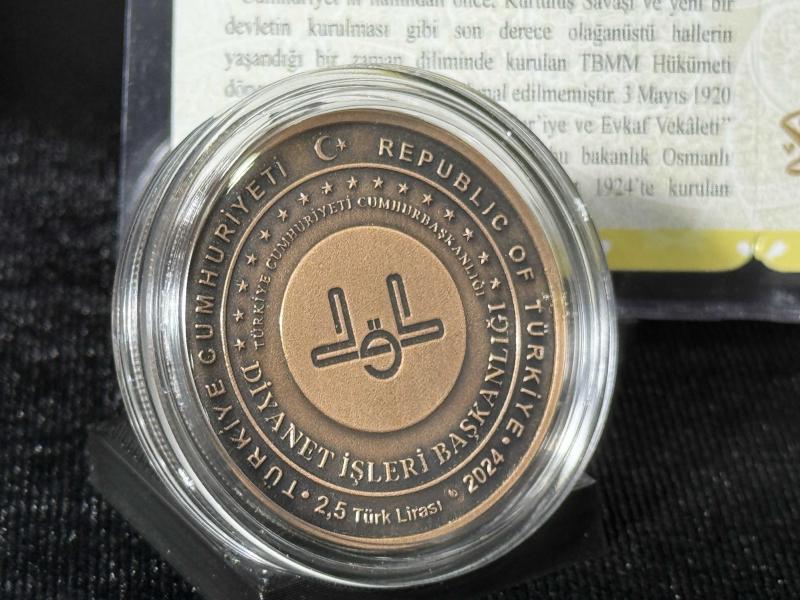 Cumhuriyet'in ilanından önce, Kurtuluş Savaşı ve yeni bir
devletin kurulması gibi son derece olağanüstü hallerin
yaşandığı bir zaman diliminde kurulan TBMM Hükümeti
edilmemiştir. 3 Mayıs 1920
ve Evkaf Vekâleti”
bakanlık Osmanlı
1924'te kurulan
TÜRKİYE CUMHURİYETİ
REPUBLIC OF TÜRKİYE
TÜRKİYE CUMHURİYETİ CUMHURBAŞKANLIĞI
DİYANET İŞLERİ BAŞKANLIĞI
2,5 Türk Lirası
2024